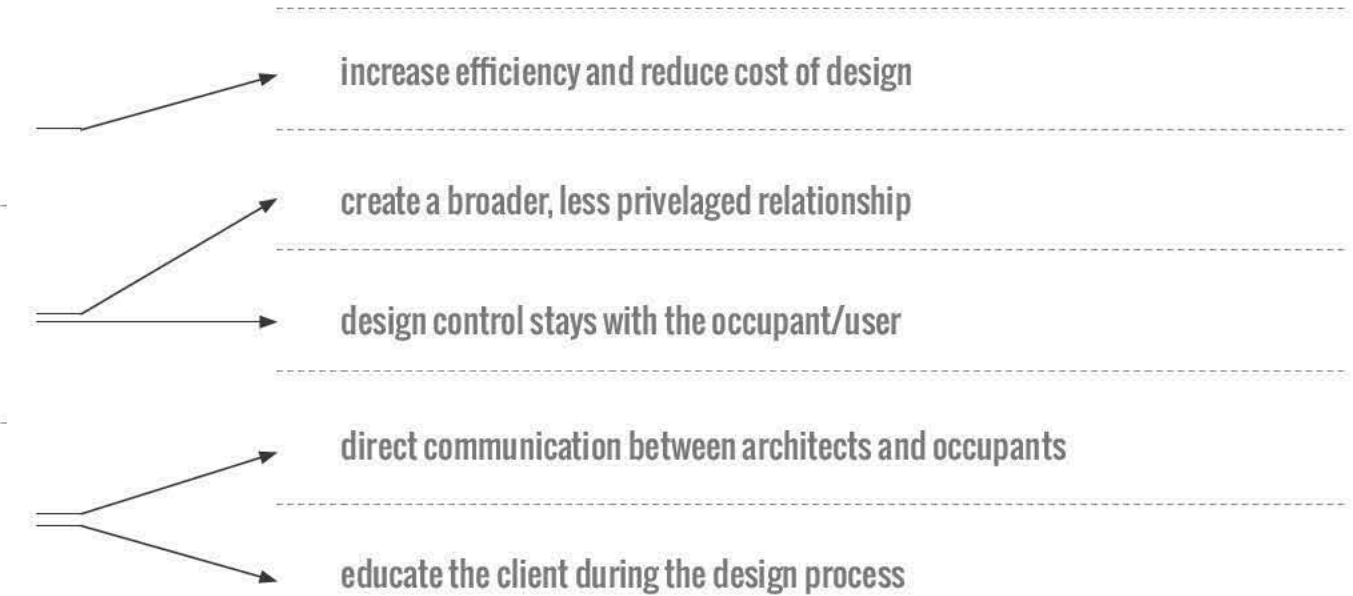 increase efficiency and reduce cost of design
create a broader, less privelaged relationship
design control stays with the occupant/user
direct communication between architects and occupants
educate the client during the design process